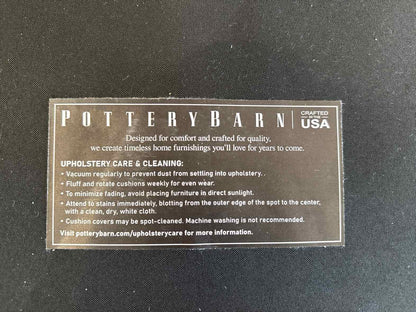 POTTERY BARN | CRAFTED
IN THE
USA
Designed for comfort and crafted for quality,
we create timeless home furnishings you'll love for years to come.
UPHOLSTERY CARE & CLEANING:
• Vacuum regularly to prevent dust from settling into upholstery. .
• Fluff and rotate cushions weekly for even wear.
• To minimize fading, avoid placing furniture in direct sunlight.
• Attend to stains immediately, blotting from the outer edge of the spot to the center,
with a clean, dry, white cloth.
• Cushion covers may be spot-cleaned. Machine washing is not recommended.
Visit potterybarn.com/upholsterycare for more information.